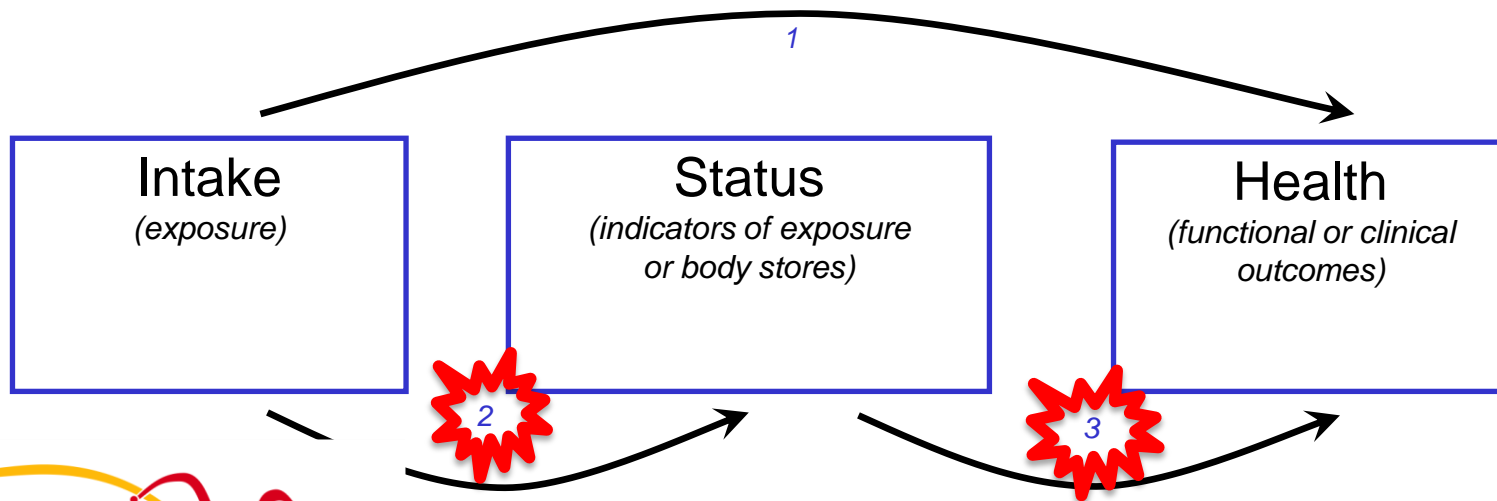 1
Intake
(exposure)
Status
(indicators of exposure
or body stores)
Health
(functional or clinical
outcomes)
2
3